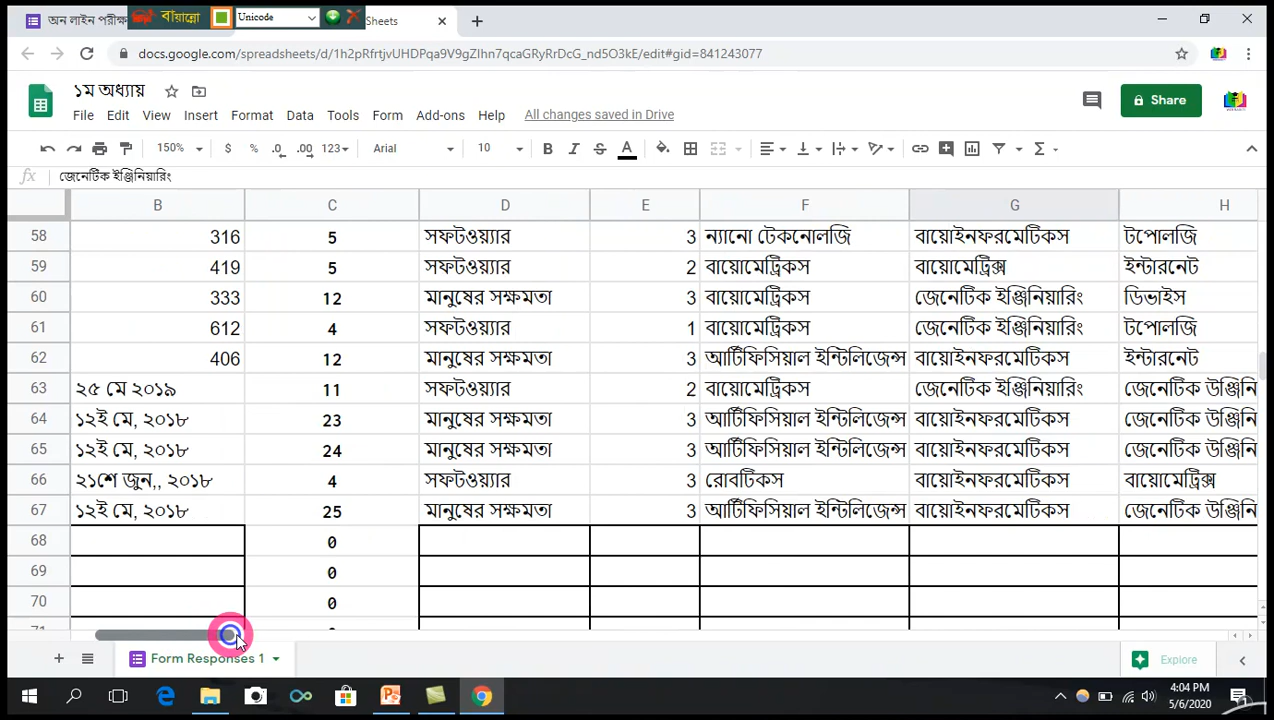 অন লাইন পরীক্ষ
বায়ান্নো
Unicode
Sheets
docs.google.com/spreadsheets/d/1h2pRfrtjvUHDPqa9V9gZIhn7qcaGRyRrDcG_nd5O3kE/edit#gid=841243077
১ম অধ্যায়
File Edit View Insert Format Data Tools Form Add-ons Help All changes saved in Drive
Share
150% $ % .0 .00 123 Arial 10 B I S A Σ
fx জেনেটিক ইঞ্জিনিয়ারিং
B C D E F G H
58 316 5 সফটওয়্যার 3 ন্যানো টেকনোলজি বায়োইনফরমেটিকস টপোলজি
59 419 5 সফটওয়্যার 2 বায়োমেট্রিকস বায়োমেট্রিক্স ইন্টারনেট
60 333 12 মানুষের সক্ষমতা 3 বায়োমেট্রিকস জেনেটিক ইঞ্জিনিয়ারিং ডিভাইস
61 612 4 সফটওয়্যার 1 বায়োমেট্রিকস জেনেটিক ইঞ্জিনিয়ারিং টপোলজি
62 406 12 মানুষের সক্ষমতা 3 আর্টিফিসিয়াল ইন্টিলিজেন্স বায়োইনফরমেটিকস ইন্টারনেট
63 ২৫ মে ২০১৯ 11 সফটওয়্যার 2 বায়োমেট্রিকস জেনেটিক ইঞ্জিনিয়ারিং জেনেটিক উঞ্জিনি
64 ১২ই মে, ২০১৮ 23 মানুষের সক্ষমতা 3 আর্টিফিসিয়াল ইন্টিলিজেন্স বায়োইনফরমেটিকস জেনেটিক উঞ্জিনি
65 ১২ই মে, ২০১৮ 24 মানুষের সক্ষমতা 3 আর্টিফিসিয়াল ইন্টিলিজেন্স বায়োইনফরমেটিকস জেনেটিক উঞ্জিনি
66 ২১শে জুন,, ২০১৮ 4 সফটওয়্যার 3 রোবটিকস বায়োইনফরমেটিকস বায়োমেট্রিক্স
67 ১২ই মে, ২০১৮ 25 মানুষের সক্ষমতা 3 আর্টিফিসিয়াল ইন্টিলিজেন্স বায়োইনফরমেটিকস জেনেটিক উঞ্জিনি
68 0
69 0
70 0
Form Responses 1
Explore
4:04 PM
5/6/2020